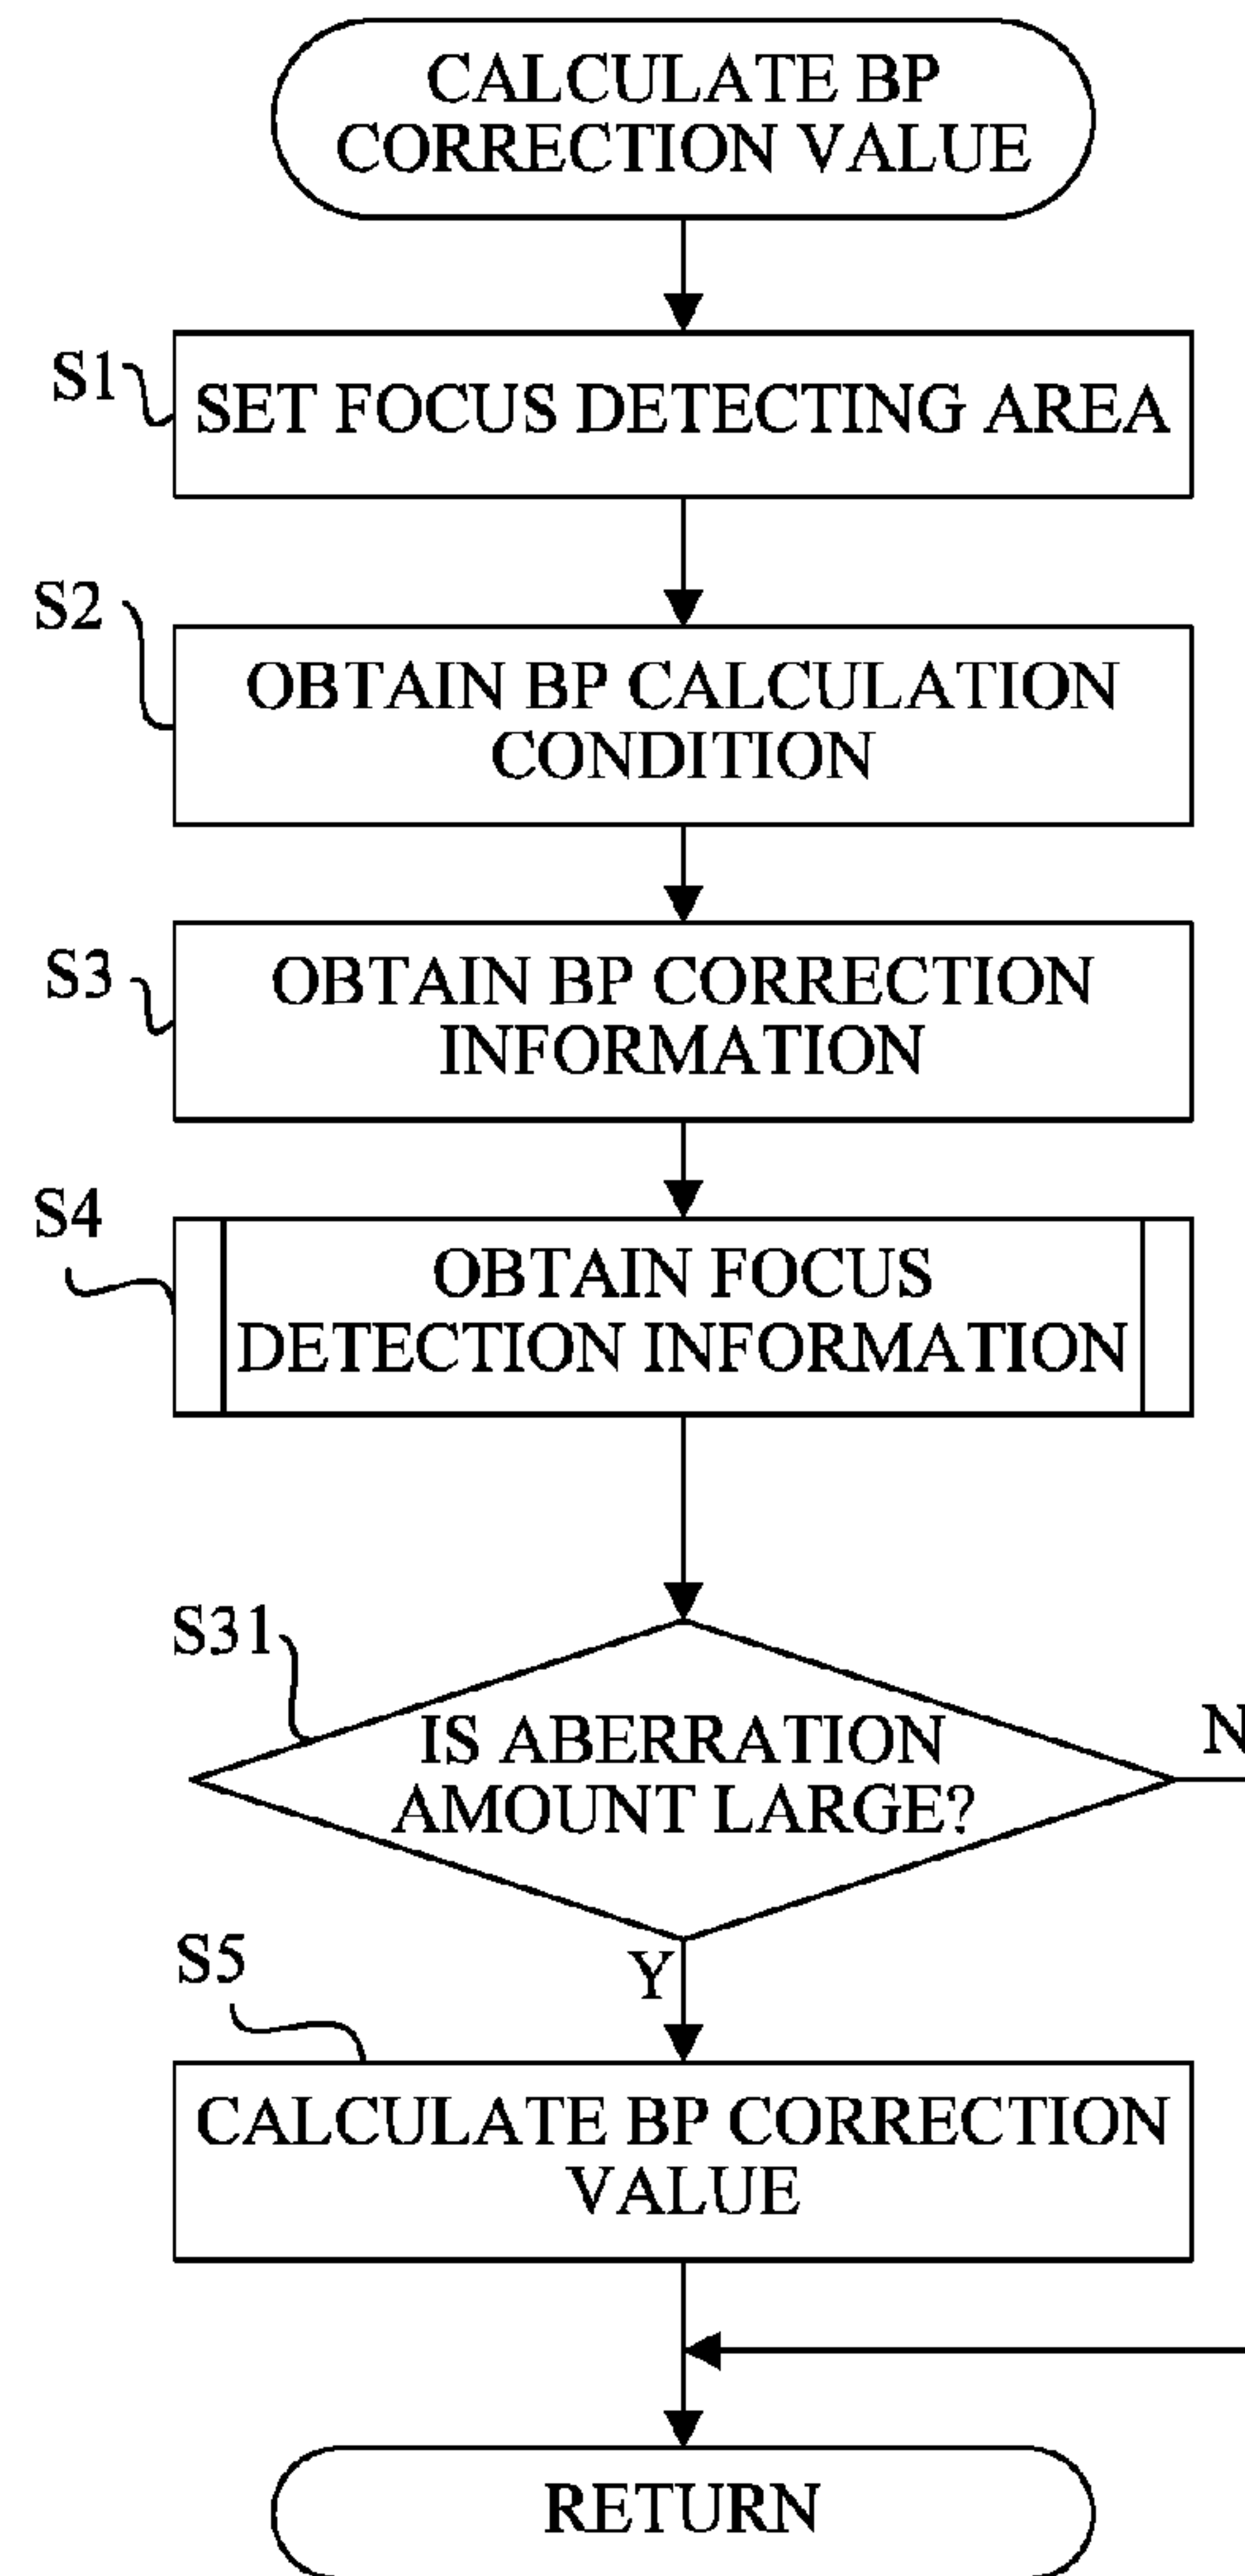 CALCULATE BP
CORRECTION VALUE
S1
SET FOCUS DETECTING AREA
S2
OBTAIN BP CALCULATION
CONDITION
S3
OBTAIN BP CORRECTION
INFORMATION
S4
OBTAIN FOCUS
DETECTION INFORMATION
S31
IS ABERRATION
AMOUNT LARGE?
N
Y
S5
CALCULATE BP CORRECTION
VALUE
RETURN